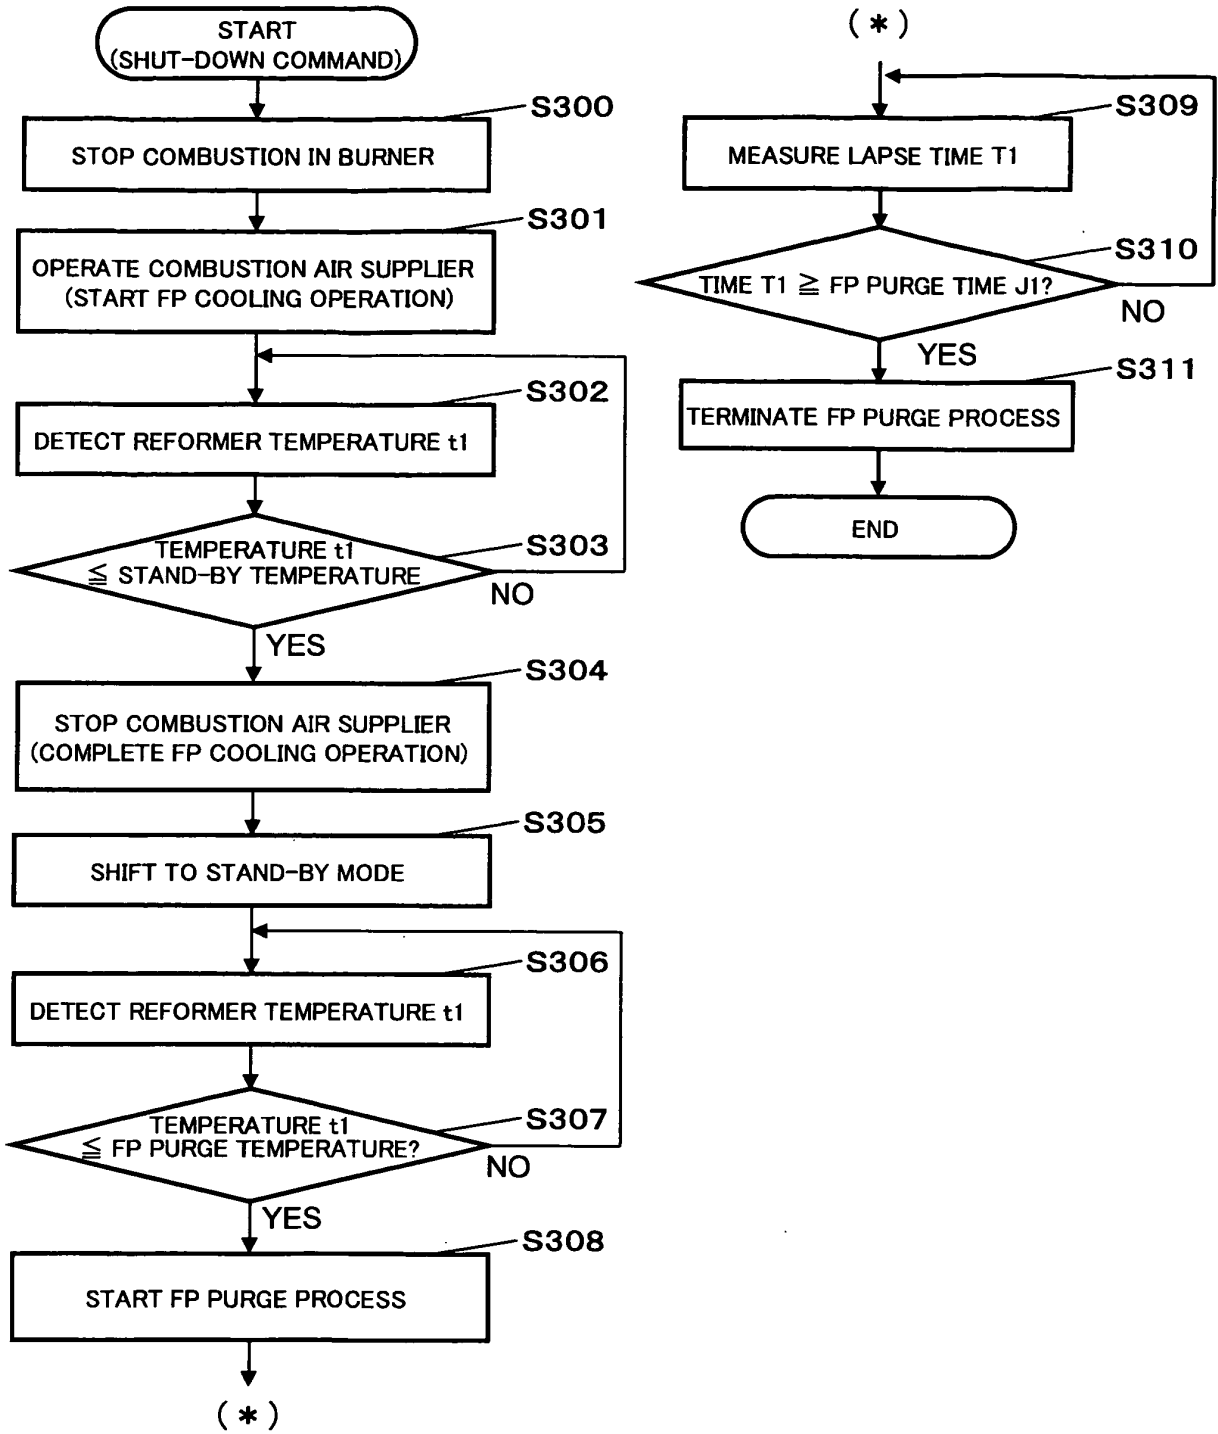 START
(SHUT-DOWN COMMAND)
S300
STOP COMBUSTION IN BURNER
S301
OPERATE COMBUSTION AIR SUPPLIER
(START FP COOLING OPERATION)
S302
DETECT REFORMER TEMPERATURE t1
S303
TEMPERATURE t1
≦ STAND-BY TEMPERATURE
NO
YES
S304
STOP COMBUSTION AIR SUPPLIER
(COMPLETE FP COOLING OPERATION)
S305
SHIFT TO STAND-BY MODE
S306
DETECT REFORMER TEMPERATURE t1
S307
TEMPERATURE t1
≦ FP PURGE TEMPERATURE?
NO
YES
S308
START FP PURGE PROCESS
(*)
(*)
S309
MEASURE LAPSE TIME T1
S310
TIME T1 ≧ FP PURGE TIME J1?
NO
YES
S311
TERMINATE FP PURGE PROCESS
END